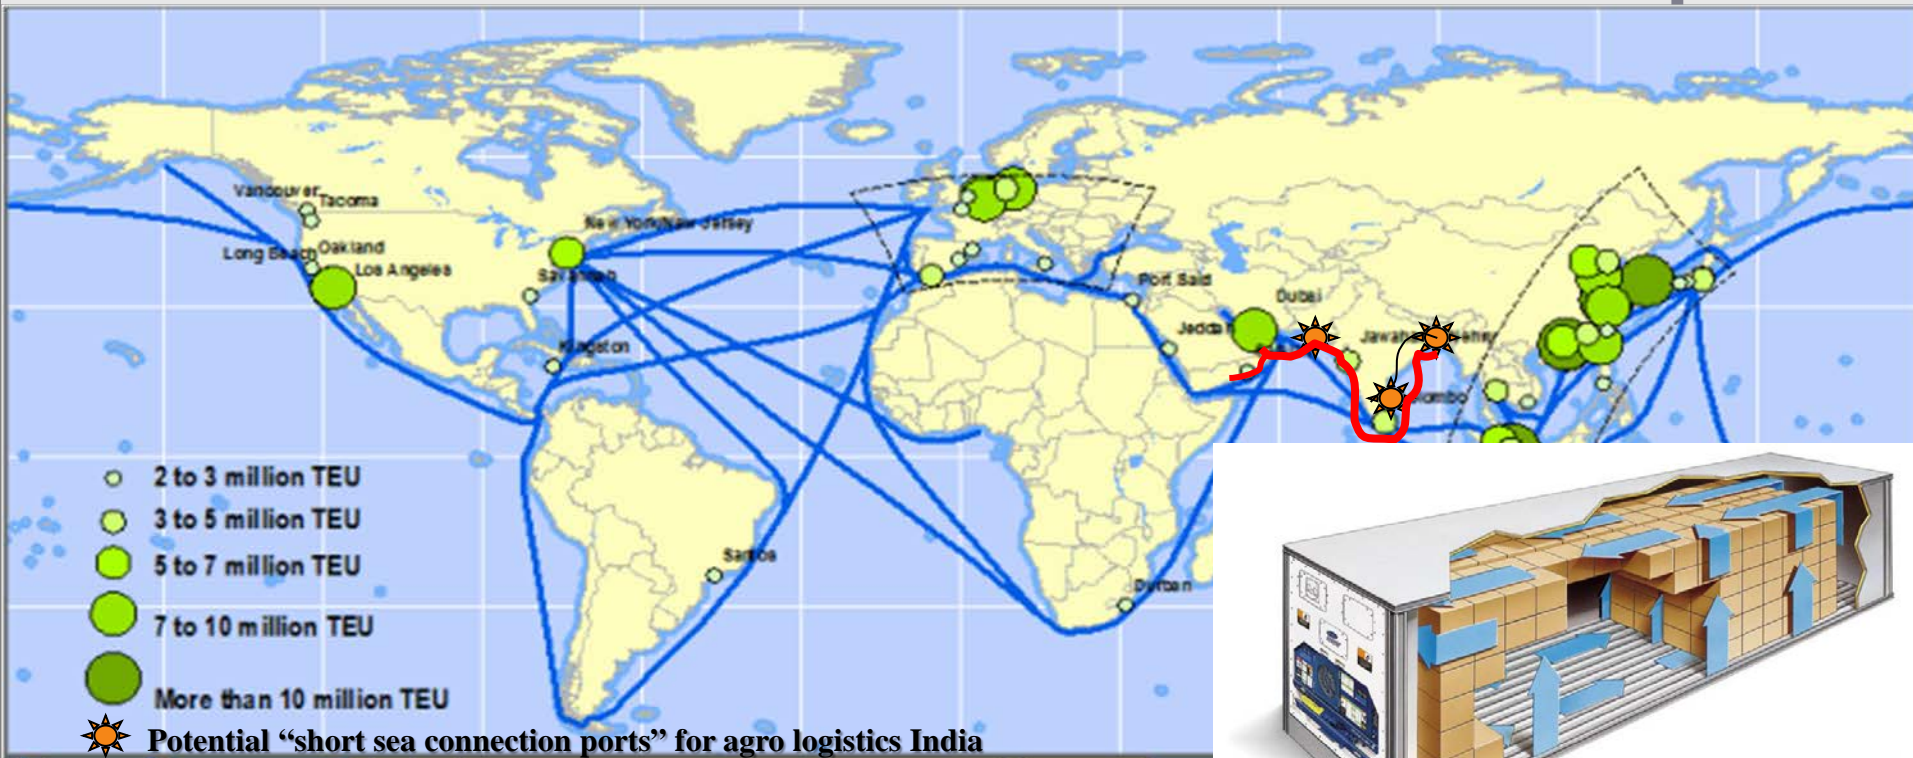 Vancouver
Tacoma
New York/New Jersey
Long Beach
Oakland
Los Angeles
Savannah
Port Said
Dubai
Jeddah
Kingston
Santos
Durban
2 to 3 million TEU
3 to 5 million TEU
5 to 7 million TEU
7 to 10 million TEU
More than 10 million TEU
Potential “short sea connection ports” for agro logistics India